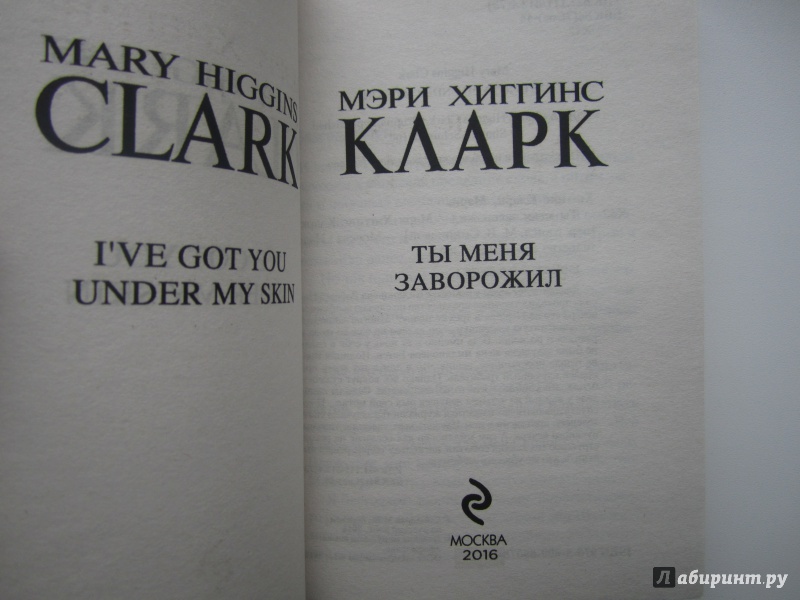 MARY HIGGINS
CLARK
I'VE GOT YOU
UNDER MY SKIN
МЭРИ ХИГГИНС
КЛАРК
ТЫ МЕНЯ
ЗАВОРОЖИЛ
МОСКВА
2016
Лабиринт.ру